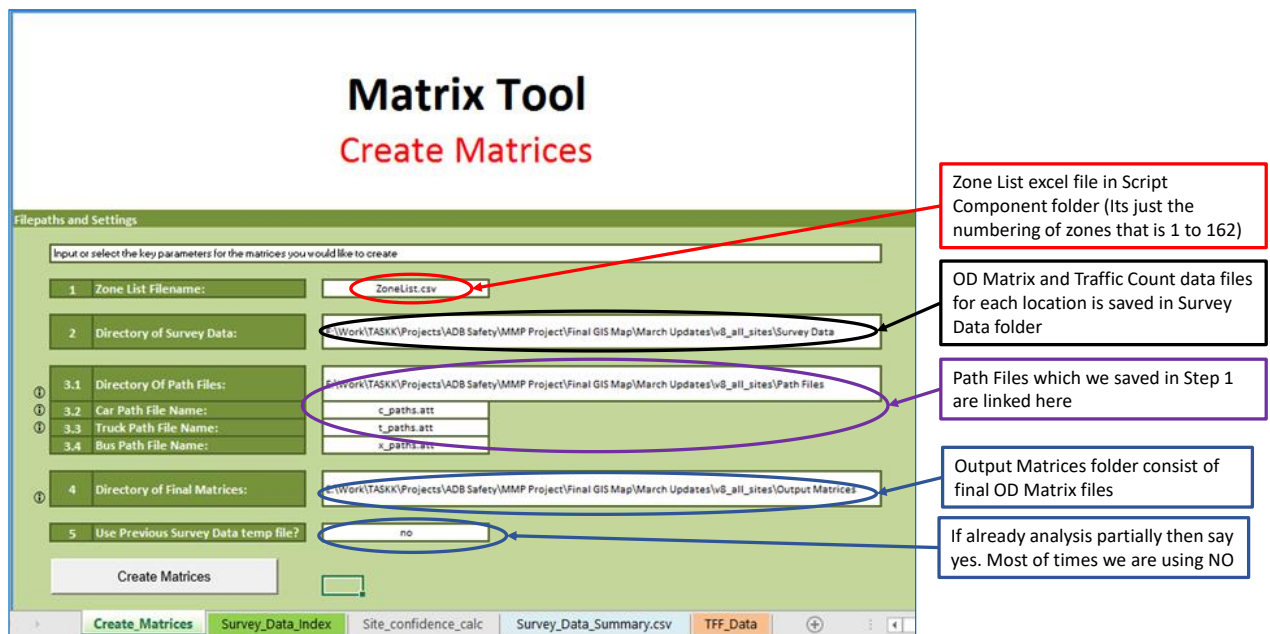 Matrix Tool
Create Matrices
Filepaths and Settings
Input or select the key parameters for the matrices you would like to create
1 Zone List Filename: ZoneList.csv
2 Directory of Survey Data: E:\Work\TASKK\Projects\ADB Safety\MMP Project\Final GIS Map\March Updates\v8_all_sites\Survey Data
3.1 Directory Of Path Files: E:\Work\TASKK\Projects\ADB Safety\MMP Project\Final GIS Map\March Updates\v8_all_sites\Path Files
3.2 Car Path File Name: c_paths.att
3.3 Truck Path File Name: t_paths.att
3.4 Bus Path File Name: x_paths.att
4 Directory of Final Matrices: E:\Work\TASKK\Projects\ADB Safety\MMP Project\Final GIS Map\March Updates\v8_all_sites\Output Matrices
5 Use Previous Survey Data temp file? no
Create Matrices
Create_Matrices Survey_Data_Index Site_confidence_calc Survey_Data_Summary.csv TFF_Data
Zone List excel file in Script
Component folder (Its just the
numbering of zones that is 1 to 162)
OD Matrix and Traffic Count data files
for each location is saved in Survey
Data folder
Path Files which we saved in Step 1
are linked here
Output Matrices folder consist of
final OD Matrix files
If already analysis partially then say
yes. Most of times we are using NO